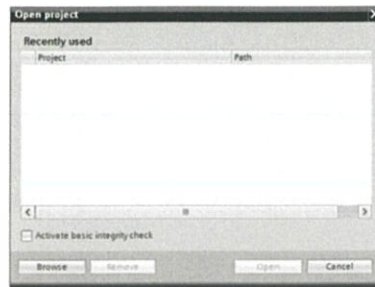 Open project
Recently used
Project Path
Activate basic integrity check
Browse Remove Open Cancel